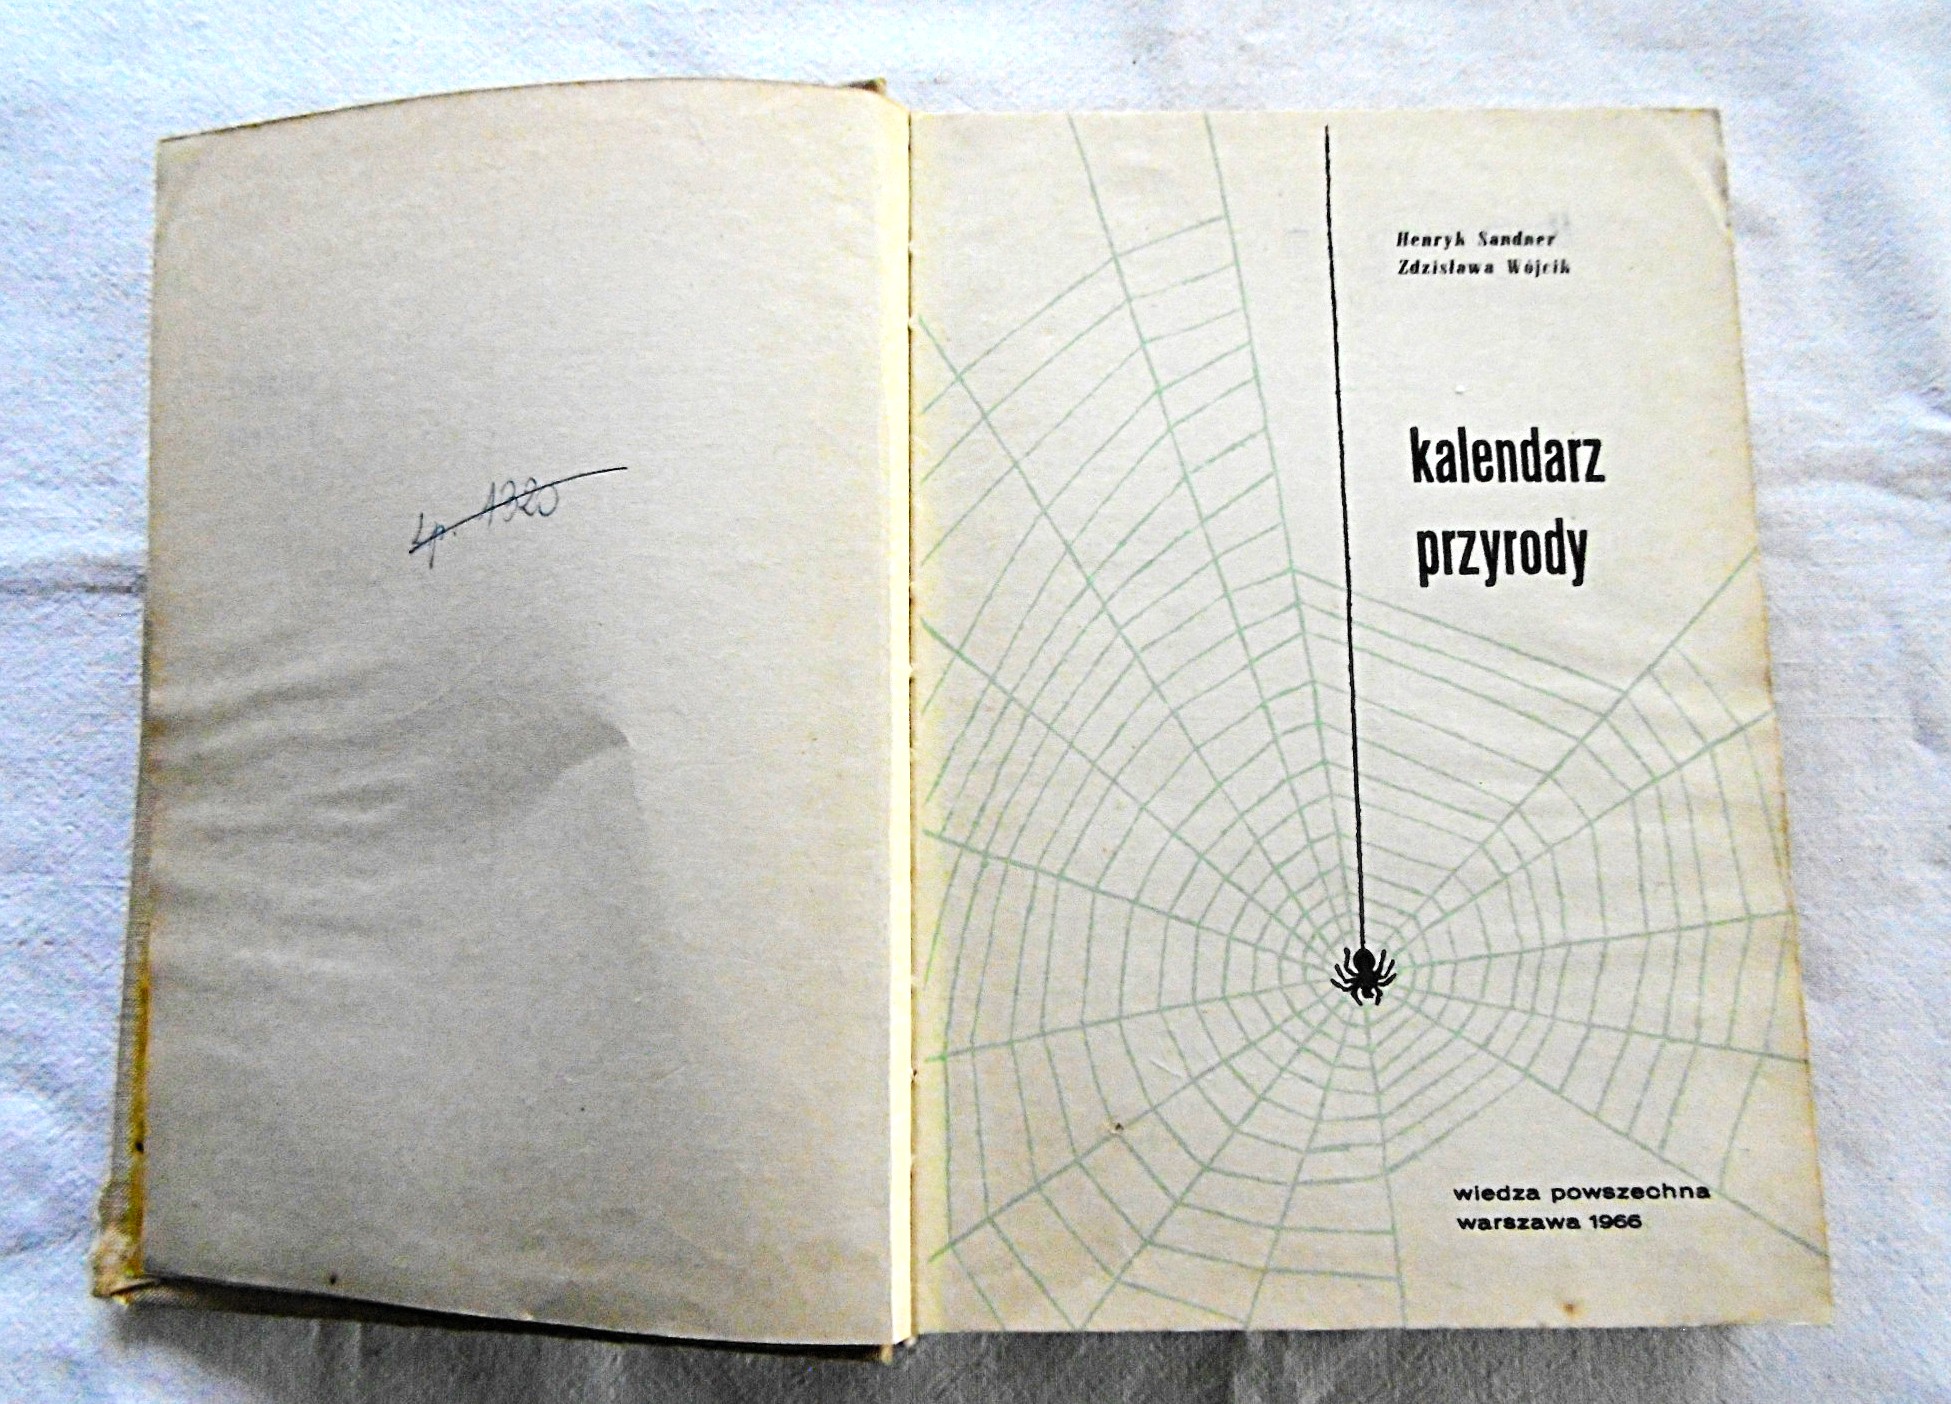 Lp. 1320
Henryk Sandner
Zdzisława Wójcik
kalendarz
przyrody
wiedza powszechna
warszawa 1966